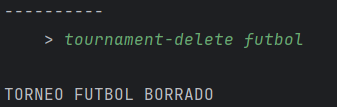 ----------
> tournament-delete futbol
TORNEO FUTBOL BORRADO